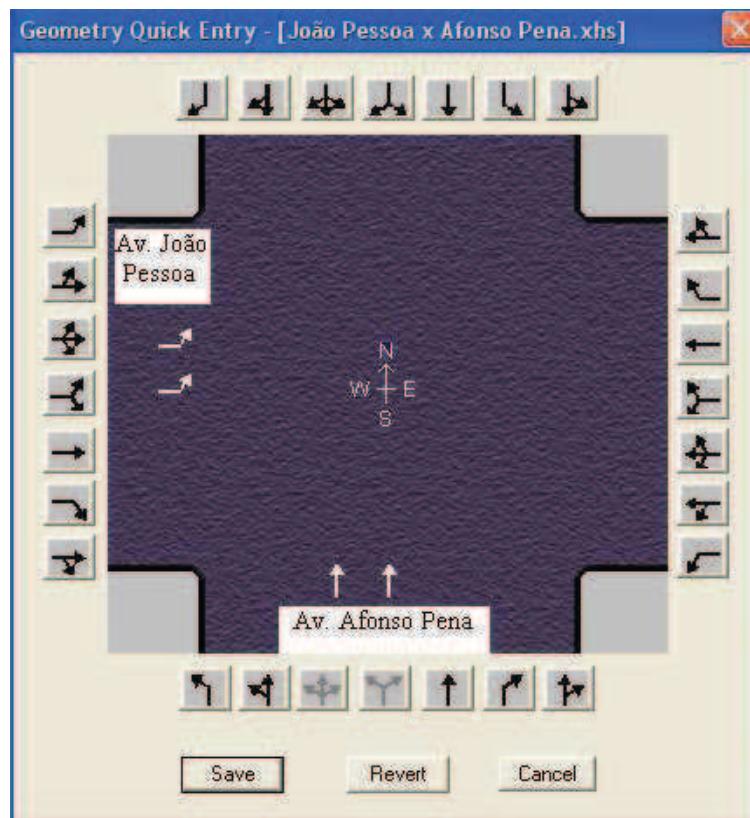 Geometry Quick Entry - [João Pessoa x Afonso Pena.xhs]
Av. João
Pessoa
N
W E
S
Av. Afonso Pena
Save Revert Cancel